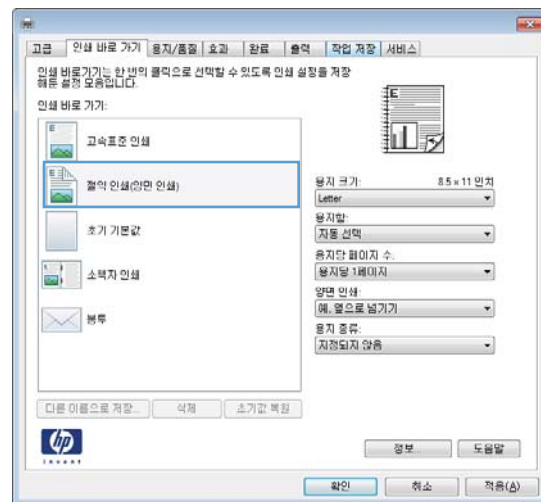 고급 인쇄 바로 가기 용지/품질 효과 완료 출력 작업 저장 서비스
인쇄 바로가기는 한 번의 클릭으로 선택할 수 있도록 인쇄 설정을 저장
해둔 설정 모음입니다.
인쇄 바로 가기:
고속표준 인쇄
절약 인쇄(양면 인쇄)
초기 기본값
소책자 인쇄
봉투
용지 크기: 8.5 × 11 인치
Letter
용지함:
자동 선택
용지당 페이지 수:
용지당 1페이지
양면 인쇄:
예, 옆으로 넘기기
용지 종류:
지정되지 않음
다른 이름으로 저장... 삭제 초기값 복원
hp
invent
정보... 도움말
확인 취소 적용(A)